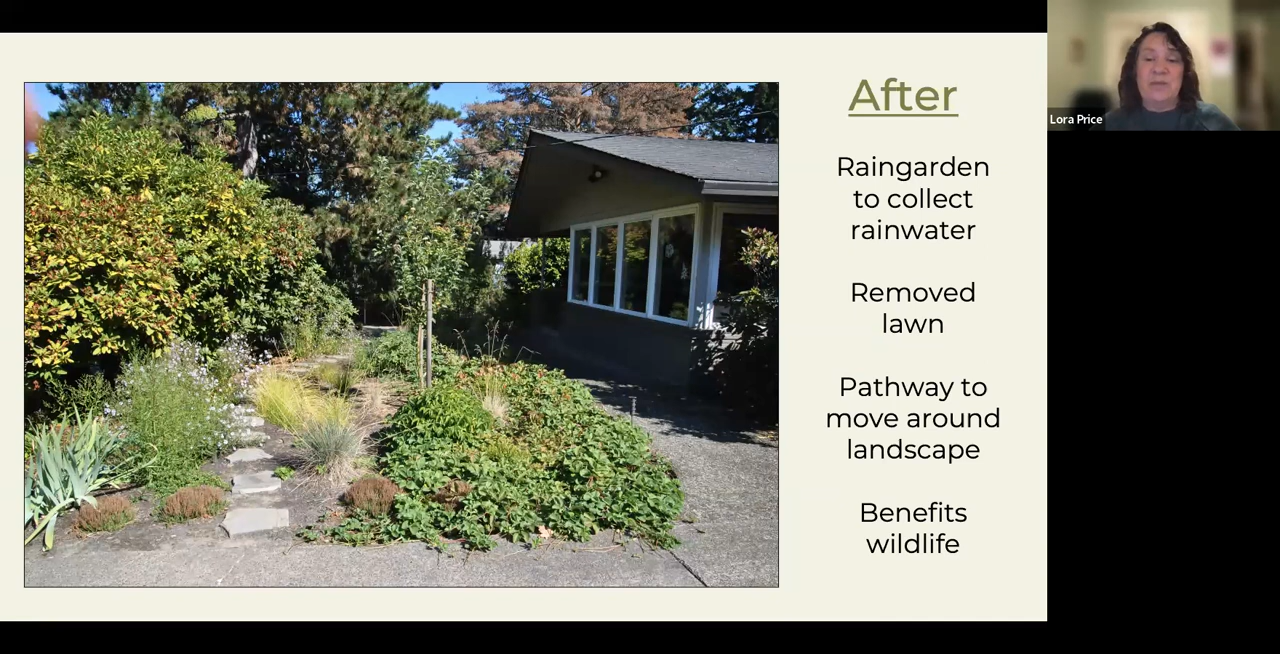 After
Raingarden
to collect
rainwater
Removed
lawn
Pathway to
move around
landscape
Benefits
wildlife
Lora Price